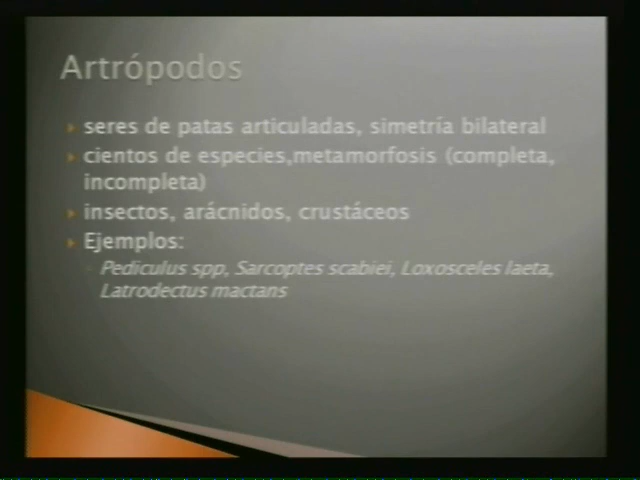 Artrópodos
seres de patas articuladas, simetría bilateral
cientos de especies,metamorfosis (completa,
incompleta)
insectos, arácnidos, crustáceos
Ejemplos:
Pediculus spp, Sarcoptes scabiei, Loxosceles laeta,
Latrodectus mactans